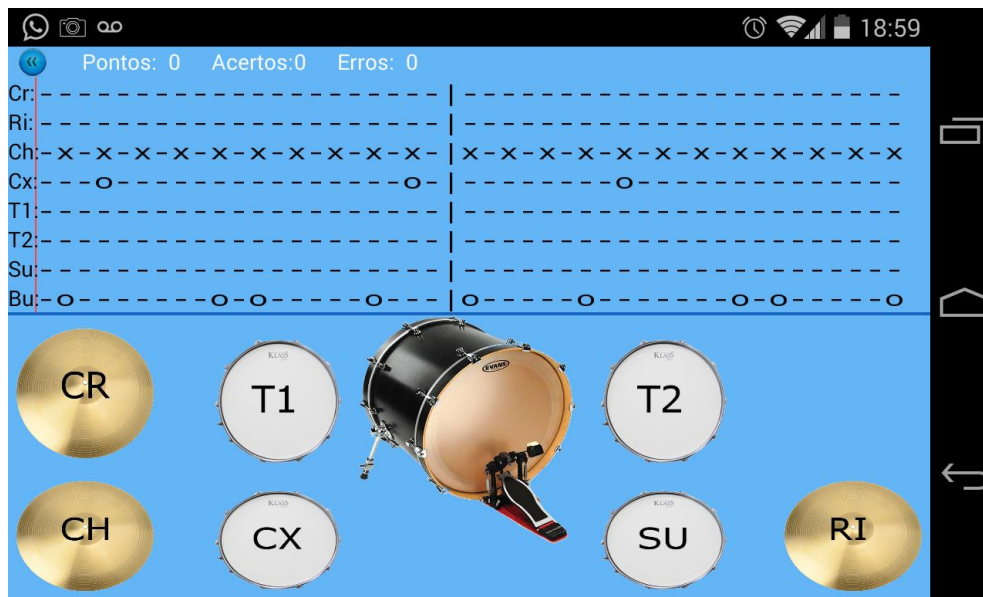 18:59
Pontos: 0 Acertos:0 Erros: 0
Cr:---------------------|-----------------------
Ri:---------------------|-----------------------
Ch:-x-x-x-x-x-x-x-x-x-x-|x-x-x-x-x-x-x-x-x-x-x-x
Cx:---o---------------o-|--------o--------------
T1:---------------------|-----------------------
T2:---------------------|-----------------------
Su:---------------------|-----------------------
Bu:-o-------o-o-----o---|o-----o-------o-o-----o
CR
T1
EVANS
T2
CH
CX
SU
RI